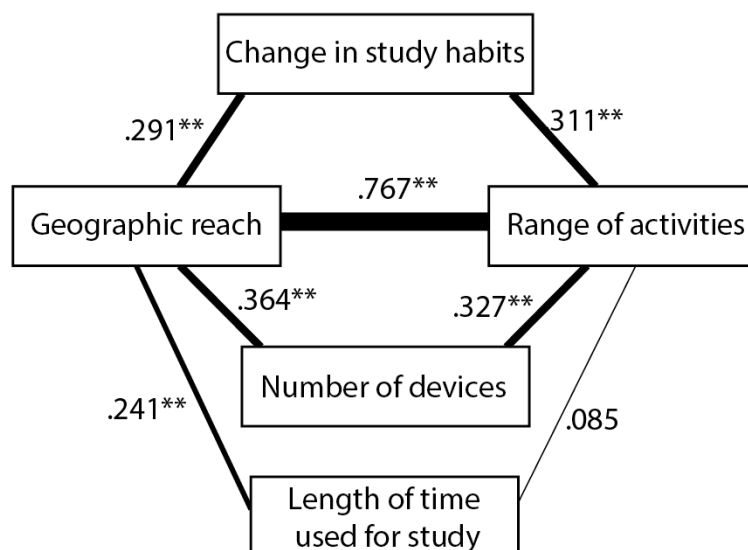 Change in study habits
.291**
.311**
.767**
Geographic reach
Range of activities
.364**
.327**
Number of devices
.241**
.085
Length of time
used for study